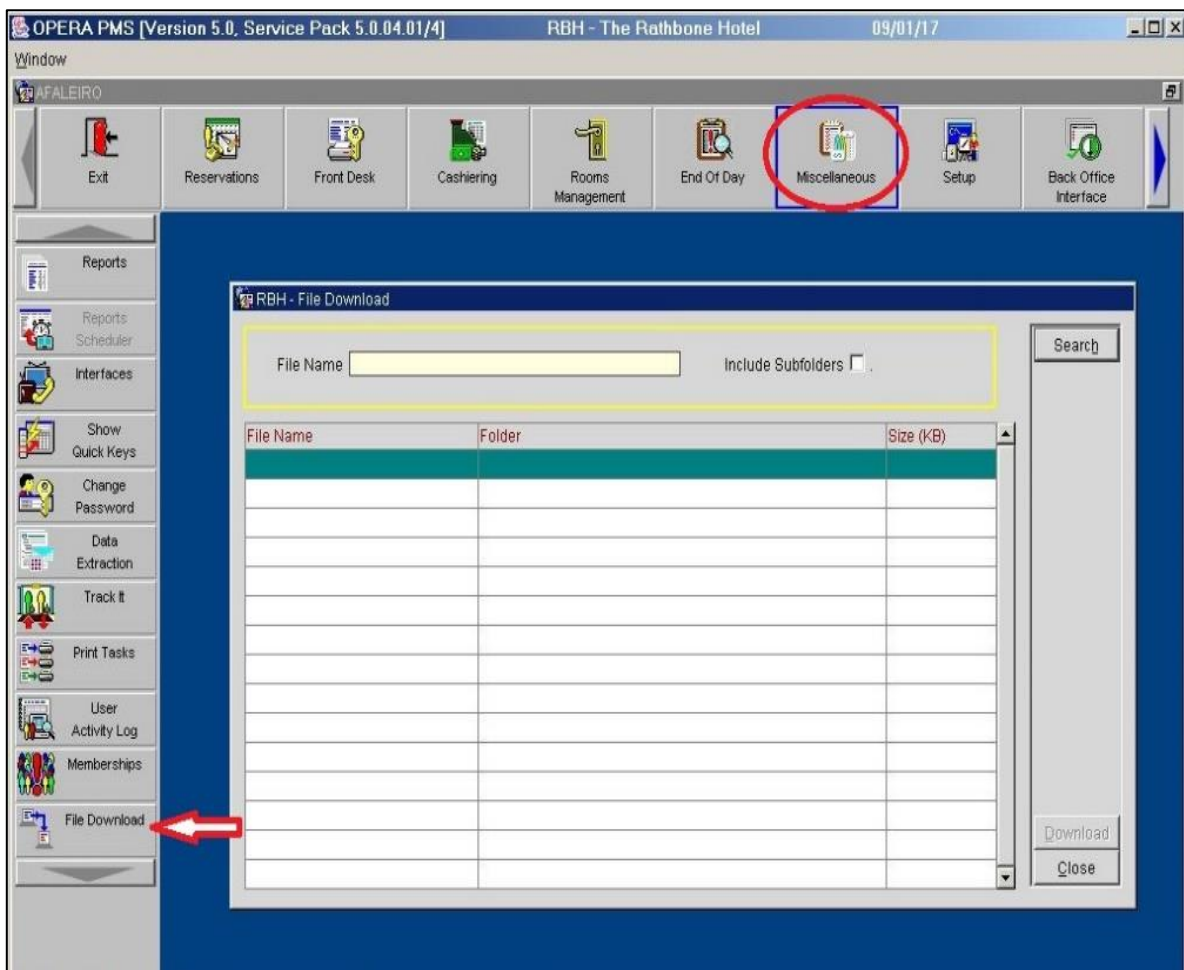 OPERA PMS [Version 5.0, Service Pack 5.0.04.01/4] RBH - The Rathbone Hotel 09/01/17
Window
AFALEIRO
Exit
Reservations
Front Desk
Cashiering
Rooms
Management
End Of Day
Miscellaneous
Setup
Back Office
Interface
Reports
Reports
Scheduler
Interfaces
Show
Quick Keys
Change
Password
Data
Extraction
Track It
Print Tasks
User
Activity Log
Memberships
File Download
RBH - File Download
File Name
Include Subfolders .
Search
File Name Folder Size (KB)
Download
Close